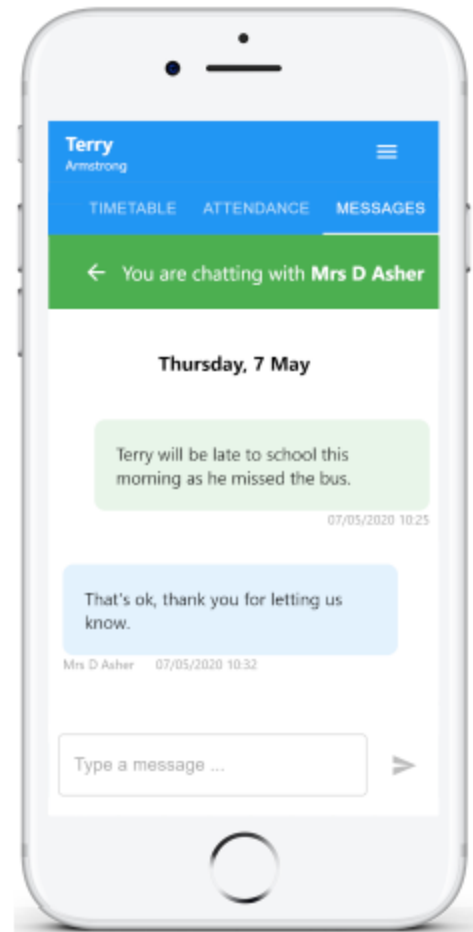 Terry
Armstrong
TIMETABLE ATTENDANCE MESSAGES
You are chatting with Mrs D Asher
Thursday, 7 May
Terry will be late to school this
morning as he missed the bus.
07/05/2020 10:25
That's ok, thank you for letting us
know.
Mrs D Asher 07/05/2020 10:32
Type a message ...